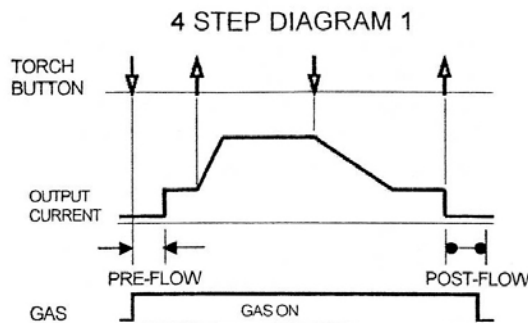 4 STEP DIAGRAM 1
TORCH
BUTTON
OUTPUT
CURRENT
PRE-FLOW
POST-FLOW
GAS
GAS ON